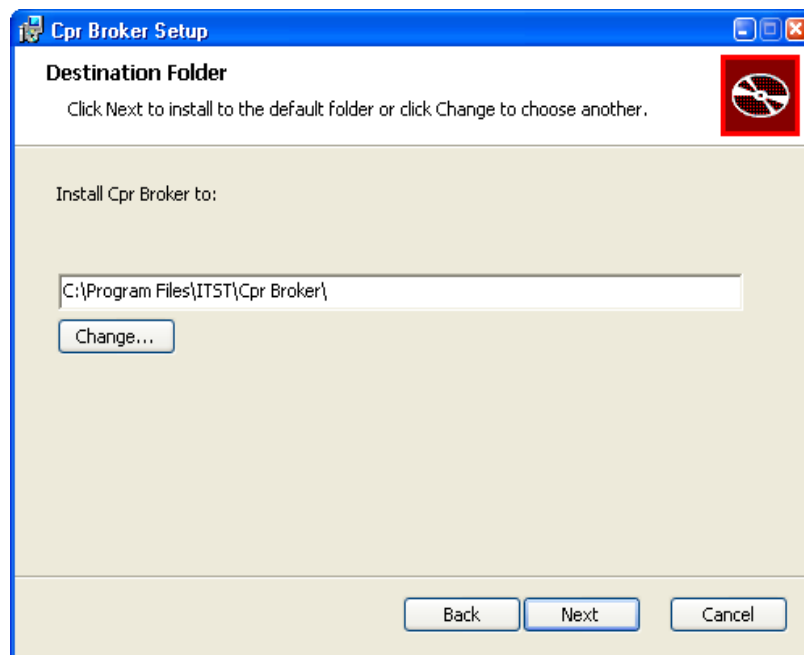 Cpr Broker Setup
Destination Folder
Click Next to install to the default folder or click Change to choose another.
Install Cpr Broker to:
C:\Program Files\ITST\Cpr Broker\
Change...
Back Next Cancel